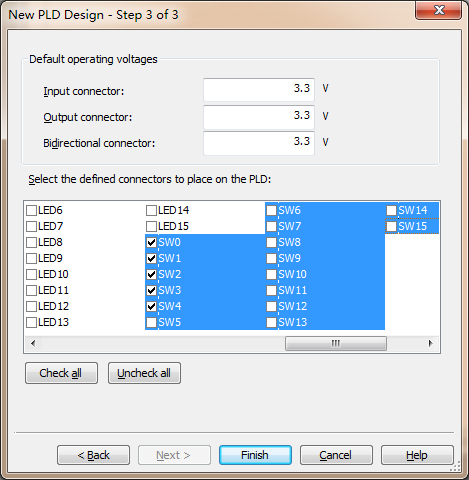 New PLD Design - Step 3 of 3
Default operating voltages
Input connector: 3.3 V
Output connector: 3.3 V
Bidirectional connector: 3.3 V
Select the defined connectors to place on the PLD:
LED6 LED14 SW6 SW14
LED7 LED15 SW7 SW15
LED8 SW0 SW8
LED9 SW1 SW9
LED10 SW2 SW10
LED11 SW3 SW11
LED12 SW4 SW12
LED13 SW5 SW13
Check all Uncheck all
< Back Next > Finish Cancel Help